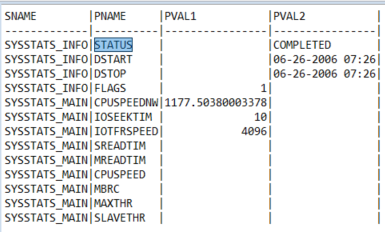 SNAME |PNAME |PVAL1 |PVAL2
-------------|---------|----------------|----------------
SYSSTATS_INFO|STATUS | |COMPLETED
SYSSTATS_INFO|DSTART | |06-26-2006 07:26|
SYSSTATS_INFO|DSTOP | |06-26-2006 07:26|
SYSSTATS_INFO|FLAGS | 1|
SYSSTATS_MAIN|CPUSPEEDNW|1177.50380003378|
SYSSTATS_MAIN|IOSEEKTIM | 10|
SYSSTATS_MAIN|IOTFRSPEED| 4096|
SYSSTATS_MAIN|SREADTIM | |
SYSSTATS_MAIN|MREADTIM | |
SYSSTATS_MAIN|CPUSPEED | |
SYSSTATS_MAIN|MBRC | |
SYSSTATS_MAIN|MAXTHR | |
SYSSTATS_MAIN|SLAVETHR | |